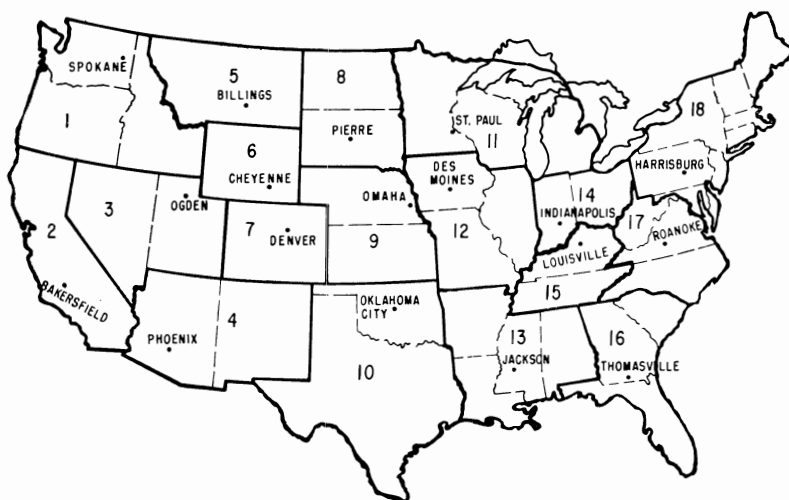 SPOKANE
5
BILLINGS
8
18
1
PIERRE
ST. PAUL
11
6
CHEYENNE
DES
MOINES
HARRISBURG
OGDEN
OMAHA
14
INDIANAPOLIS
2
3
7
DENVER
9
12
17
ROANOKE
LOUISVILLE
BAKERSFIELD
4
OKLAHOMA
CITY
15
PHOENIX
13
JACKSON
16
THOMASVILLE
10